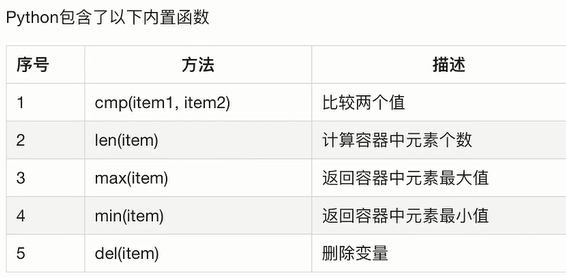 Python包含了以下内置函数
序号 方法 描述
1 cmp(item1, item2) 比较两个值
2 len(item) 计算容器中元素个数
3 max(item) 返回容器中元素最大值
4 min(item) 返回容器中元素最小值
5 del(item) 删除变量